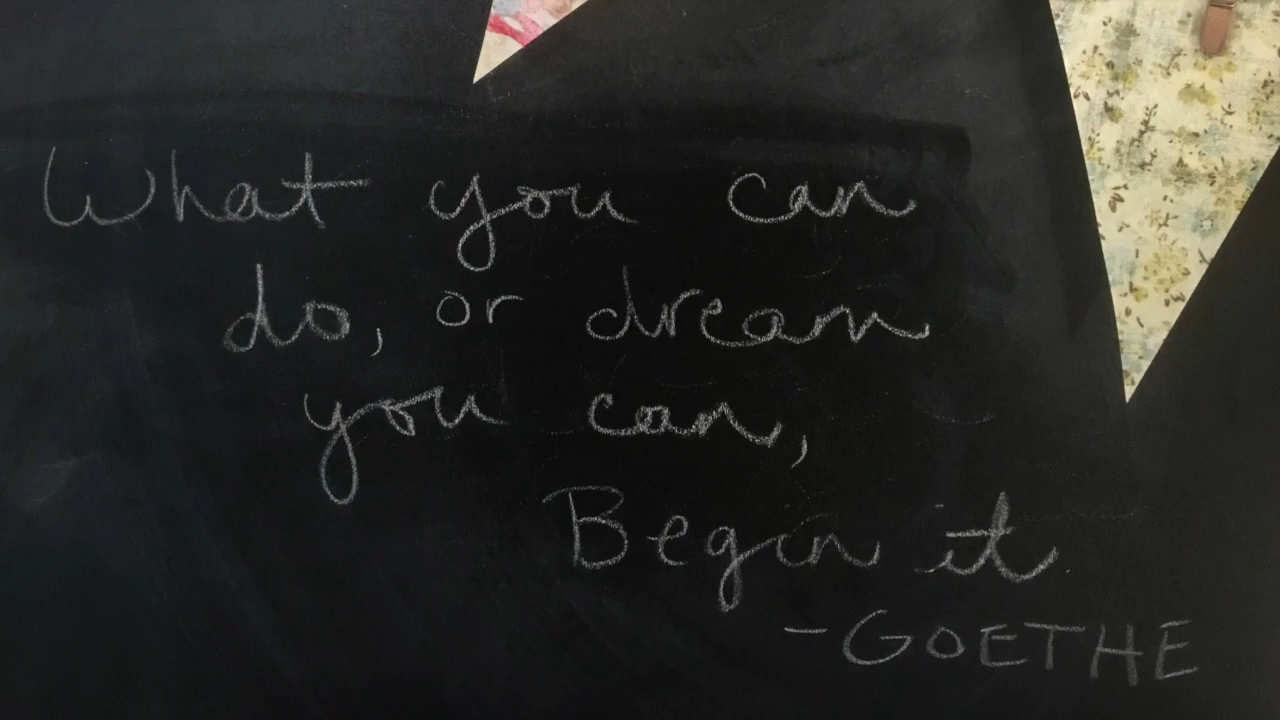 What you can
do, or dream
you can,
Begin it.
-GOETHE